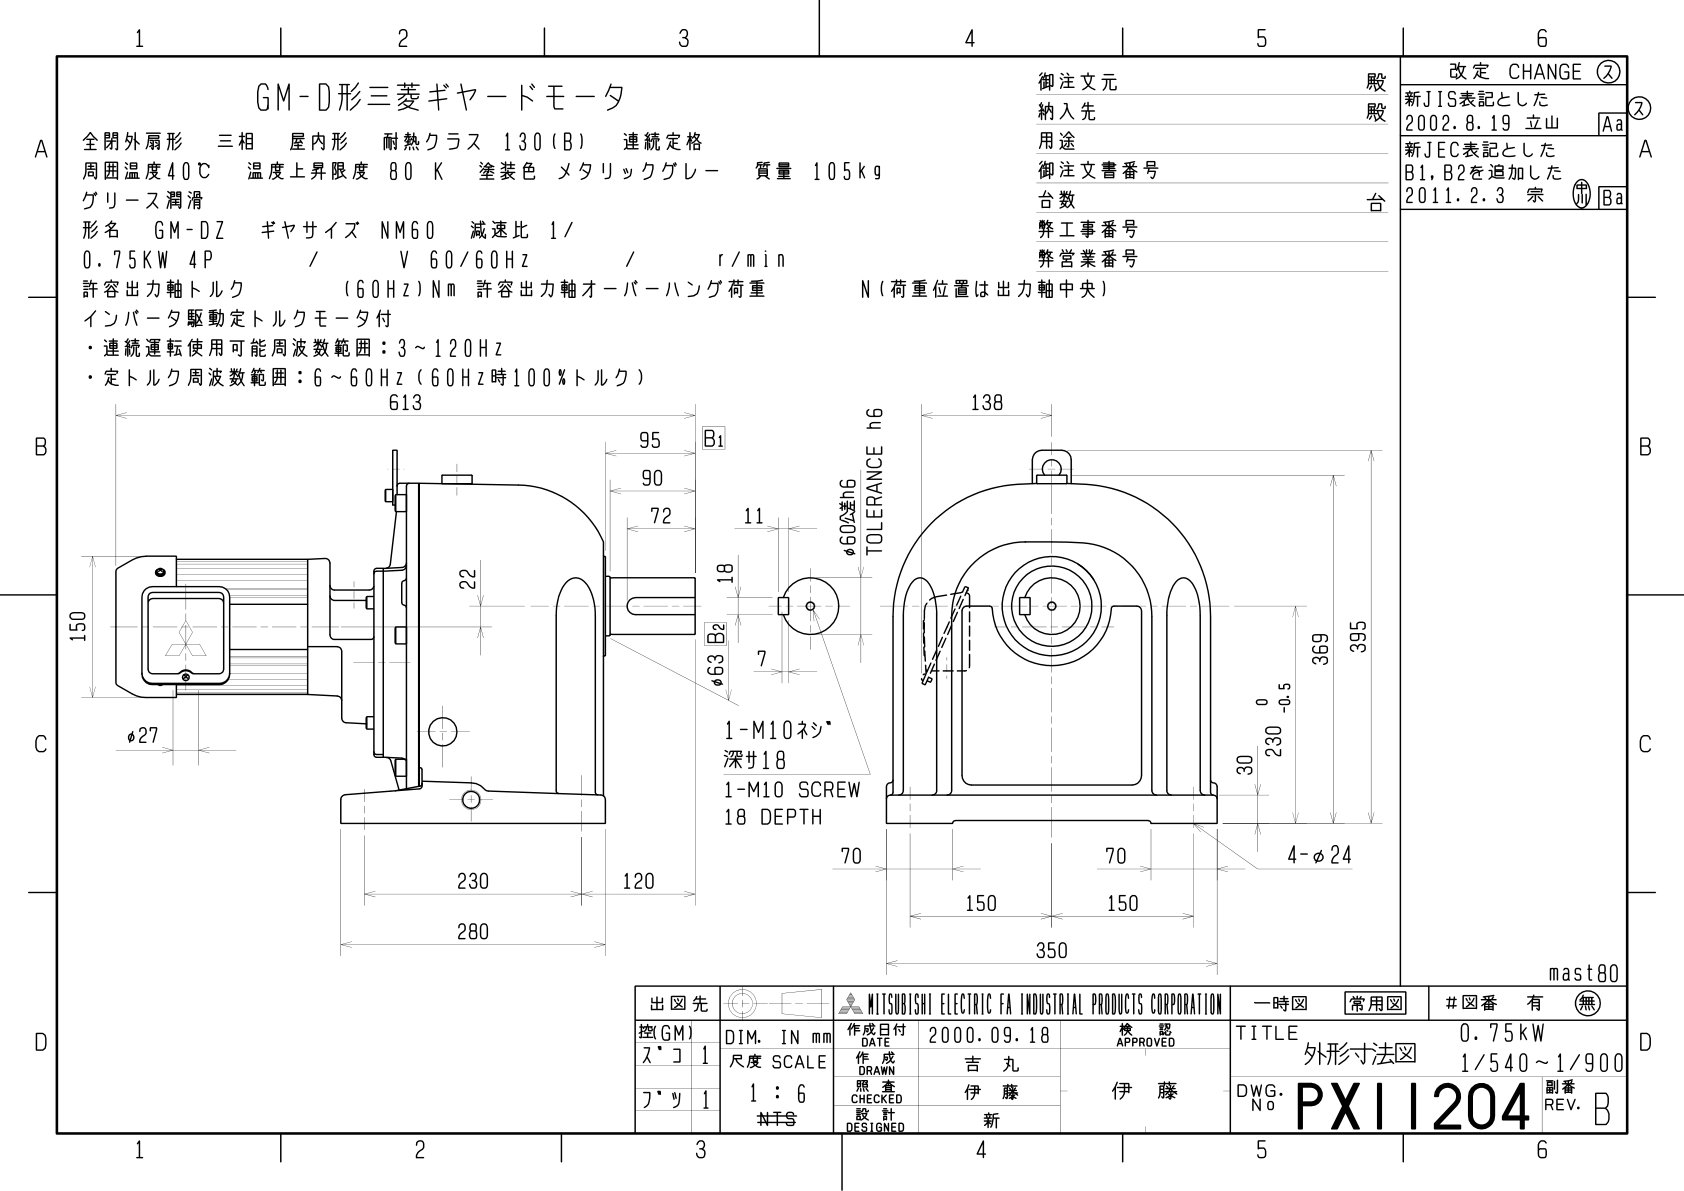 1 2 3 4 5 6
A
B
C
D
GM-D形三菱ギヤードモータ
全閉外扇形 三相 屋内形 耐熱クラス 130(B) 連続定格
周囲温度40℃ 温度上昇限度 80 K 塗装色 メタリックグレー 質量 105kg
グリース潤滑
形名 GM-DZ ギヤサイズ NM60 減速比 1/
0.75KW 4P / V 60/60Hz / r/min
許容出力軸トルク (60Hz)Nm 許容出力軸オーバーハング荷重 N(荷重位置は出力軸中央)
インバータ駆動定トルクモータ付
・連続運転使用可能周波数範囲：3~120Hz
・定トルク周波数範囲：6~60Hz(60Hz時100%トルク)
御注文元 殿
納入先 殿
用途
御注文書番号
台数 台
弊工事番号
弊営業番号
改定 CHANGE ス
新JIS表記とした
2002.8.19 立山 Aa
ス
新JEC表記とした
B1,B2を追加した
2011.2.3 宗 中川 Ba
A
B
C
D
613
95 B1
90
72
22
150
φ27
230 120
280
11
18
7
φ63 B2
φ60公差h6
TOLERANCE h6
1-M10ネジ
深サ18
1-M10 SCREW
18 DEPTH
138
369
395
230 0 -0.5
30
70 70
4-φ24
150 150
350
mast80
出図先
控(GM)
ズコ 1
ブツ 1
DIM. IN mm
尺度 SCALE
1 : 6
NTS
MITSUBISHI ELECTRIC FA INDUSTRIAL PRODUCTS CORPORATION
作成日付 DATE 2000.09.18
検認 APPROVED
作成 DRAWN 吉丸
照査 CHECKED 伊藤
伊藤
設計 DESIGNED 新
一時図 常用図 #図番 有 無
TITLE 外形寸法図
0.75kW
1/540~1/900
DWG. No PX11204
副番 REV. B
1 2 3 4 5 6